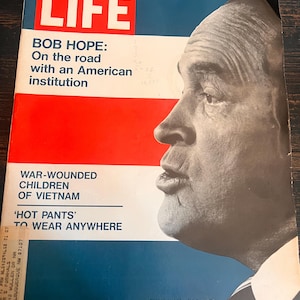 LIFE
BOB HOPE:
On the road
with an American
institution
WAR-WOUNDED
CHILDREN
OF VIETNAM
'HOT PANTS'
TO WEAR ANYWHERE